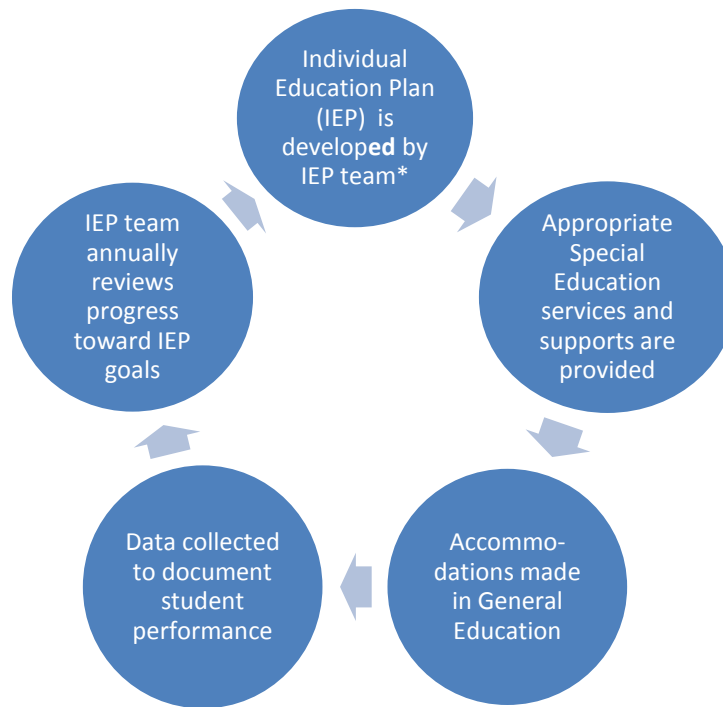 Individual
Education Plan
(IEP) is
developed by
IEP team*
Appropriate
Special
Education
services and
supports are
provided
Accommo-
dations made
in General
Education
Data collected
to document
student
performance
IEP team
annually
reviews
progress
toward IEP
goals